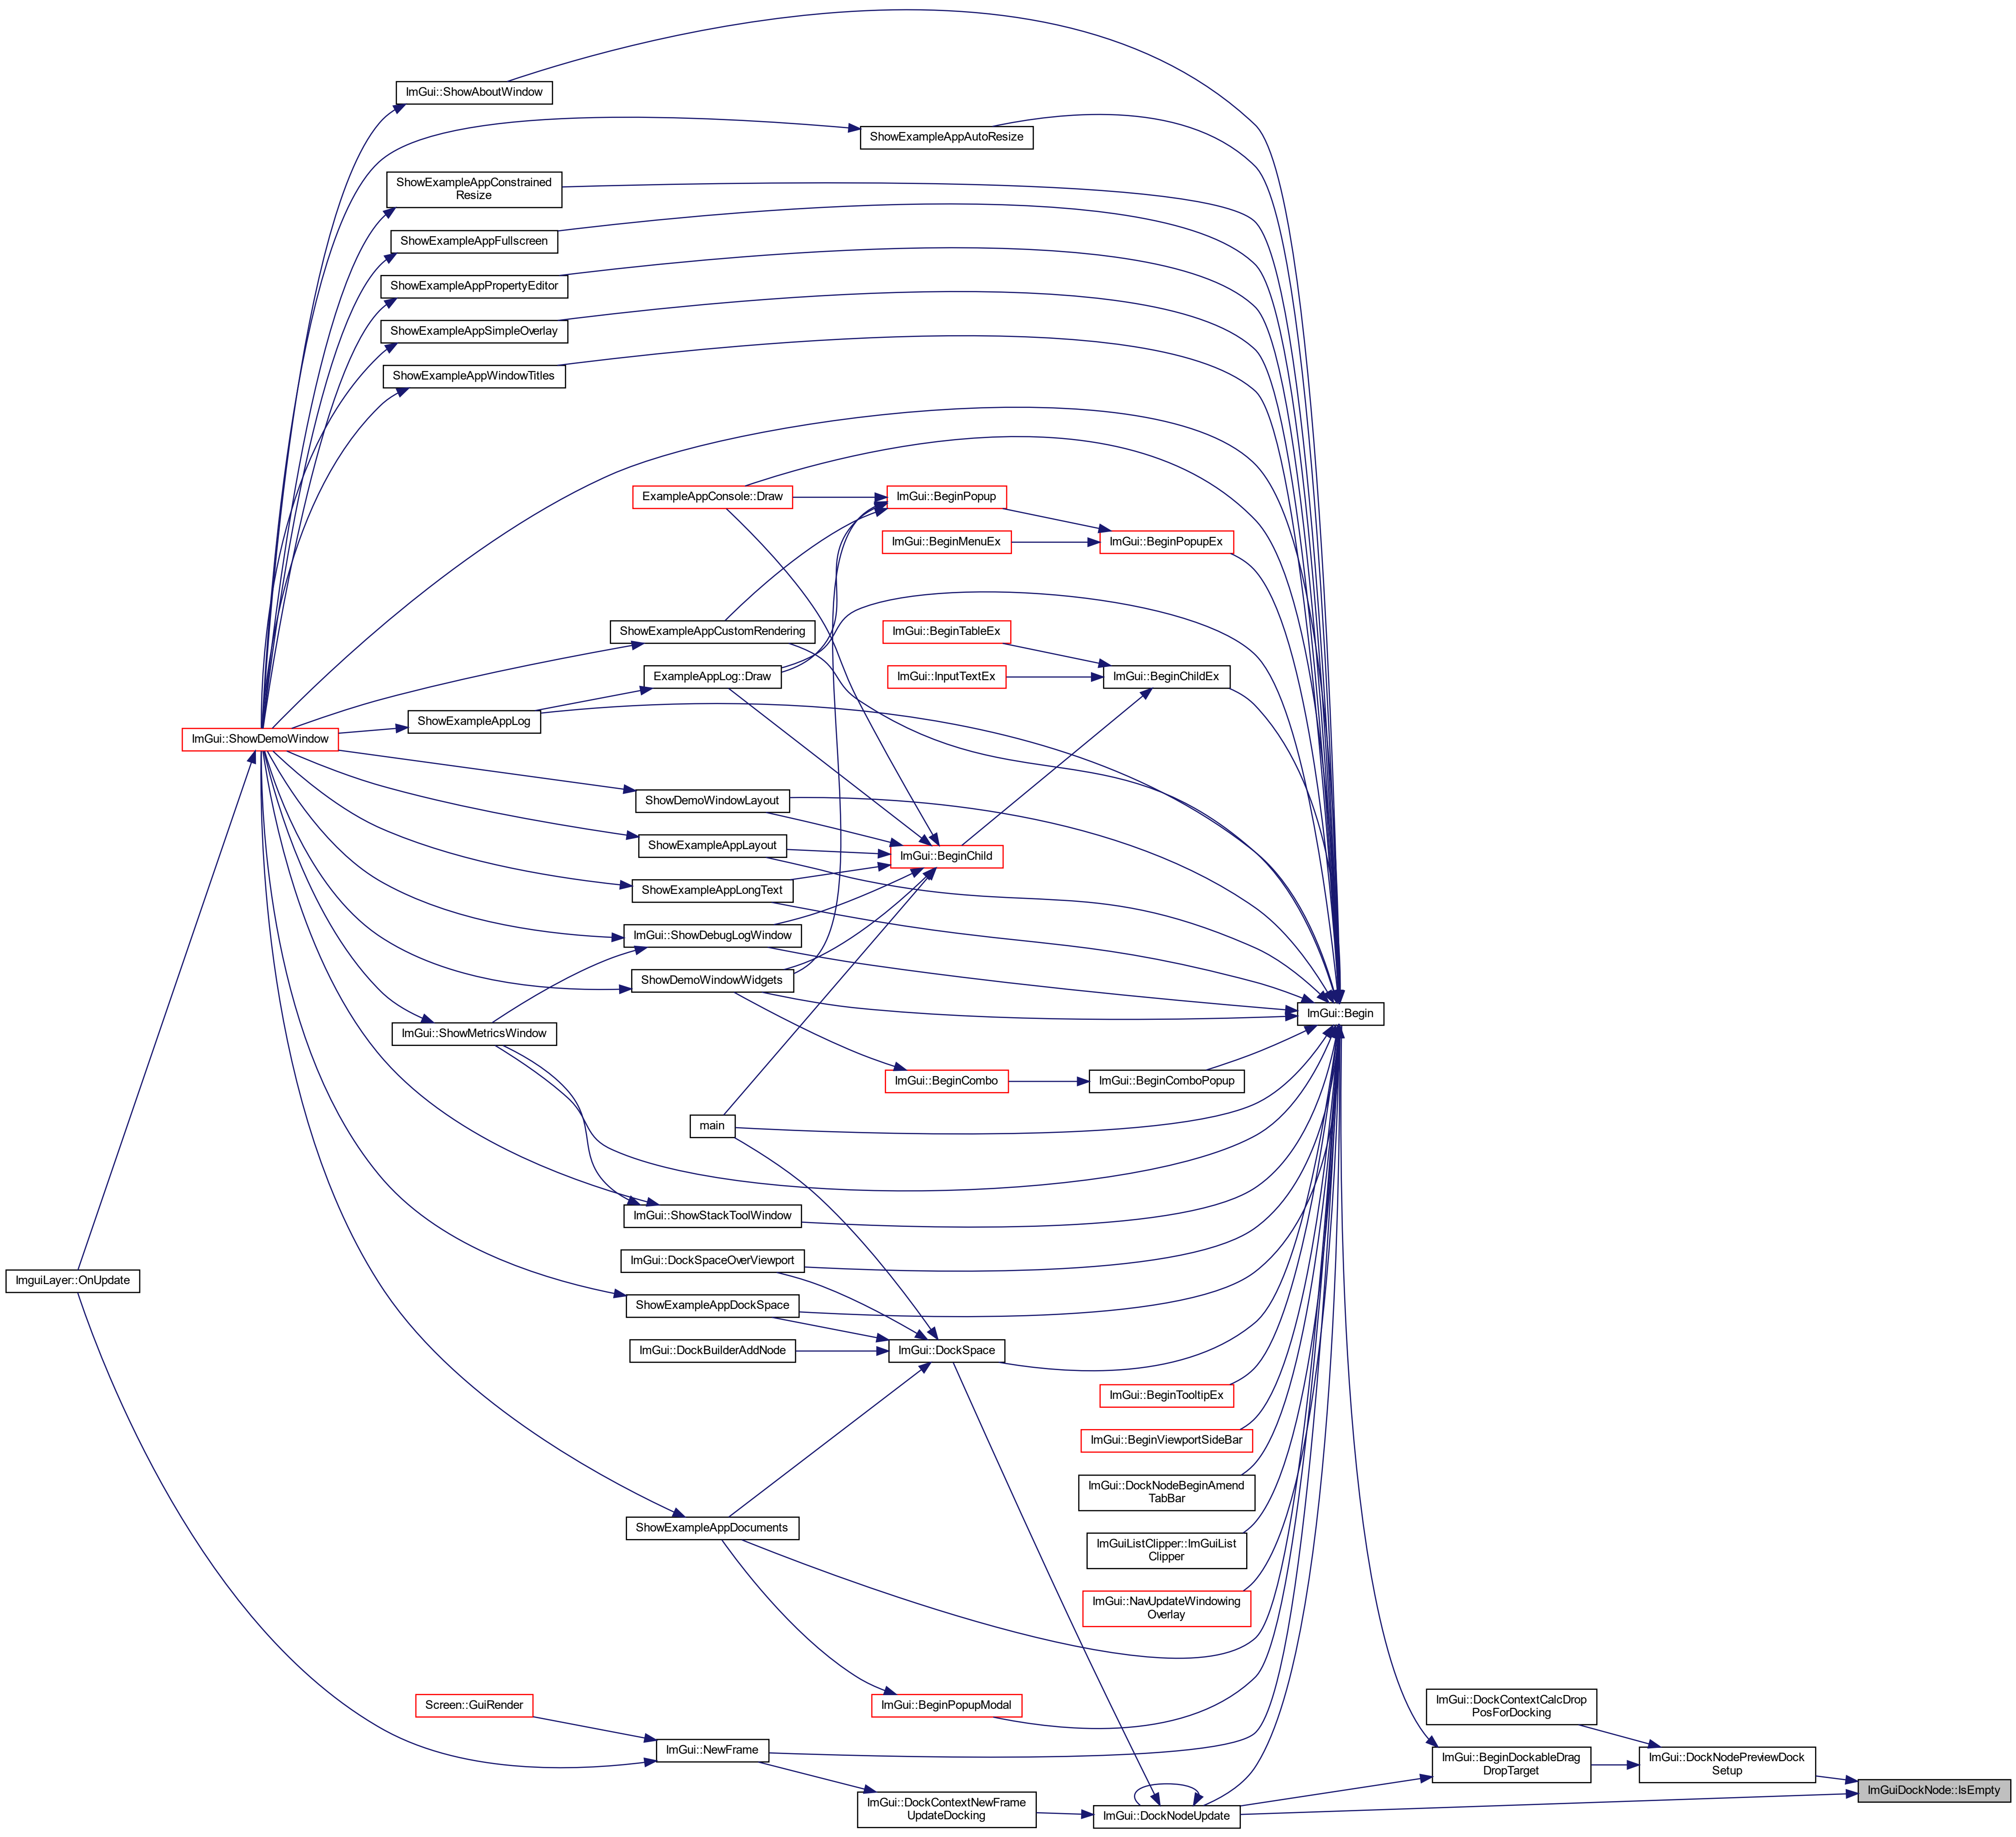 ImGui::ShowAboutWindow
ShowExampleAppAutoResize
ShowExampleAppConstrained
Resize
ShowExampleAppFullscreen
ShowExampleAppPropertyEditor
ShowExampleAppSimpleOverlay
ShowExampleAppWindowTitles
ExampleAppConsole::Draw
ImGui::BeginPopup
ImGui::BeginMenuEx
ImGui::BeginPopupEx
ShowExampleAppCustomRendering
ImGui::BeginTableEx
ExampleAppLog::Draw
ImGui::InputTextEx
ImGui::BeginChildEx
ShowExampleAppLog
ImGui::ShowDemoWindow
ShowDemoWindowLayout
ShowExampleAppLayout
ImGui::BeginChild
ShowExampleAppLongText
ImGui::ShowDebugLogWindow
ShowDemoWindowWidgets
ImGui::Begin
ImGui::ShowMetricsWindow
ImGui::BeginCombo
ImGui::BeginComboPopup
main
ImGui::ShowStackToolWindow
ImGui::DockSpaceOverViewport
ImguiLayer::OnUpdate
ShowExampleAppDockSpace
ImGui::DockBuilderAddNode
ImGui::DockSpace
ImGui::BeginTooltipEx
ImGui::BeginViewportSideBar
ImGui::DockNodeBeginAmend
TabBar
ShowExampleAppDocuments
ImGuiListClipper::ImGuiList
Clipper
ImGui::NavUpdateWindowing
Overlay
Screen::GuiRender
ImGui::BeginPopupModal
ImGui::DockContextCalcDrop
PosForDocking
ImGui::NewFrame
ImGui::BeginDockableDrag
DropTarget
ImGui::DockNodePreviewDock
Setup
ImGuiDockNode::IsEmpty
ImGui::DockContextNewFrame
UpdateDocking
ImGui::DockNodeUpdate